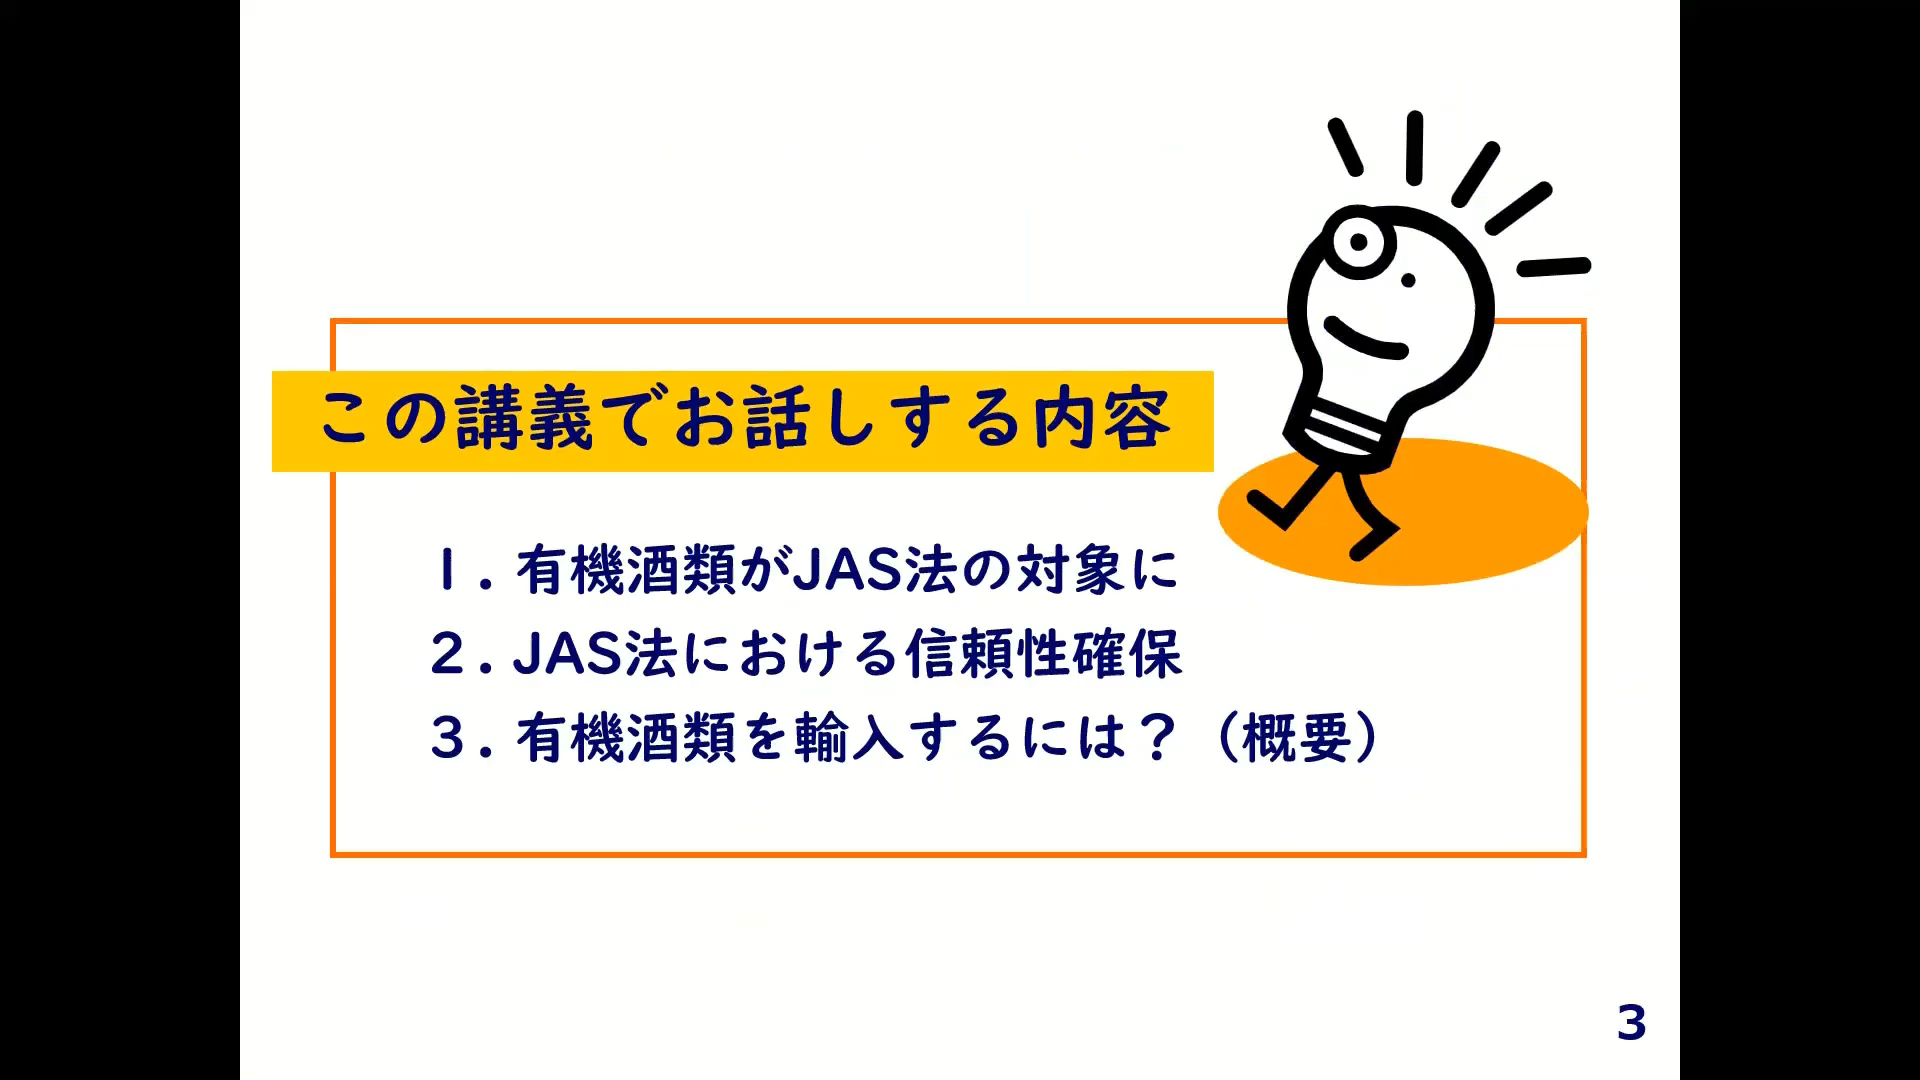 この講義でお話しする内容
１. 有機酒類がJAS法の対象に
２. JAS法における信頼性確保
３. 有機酒類を輸入するには？（概要）
3